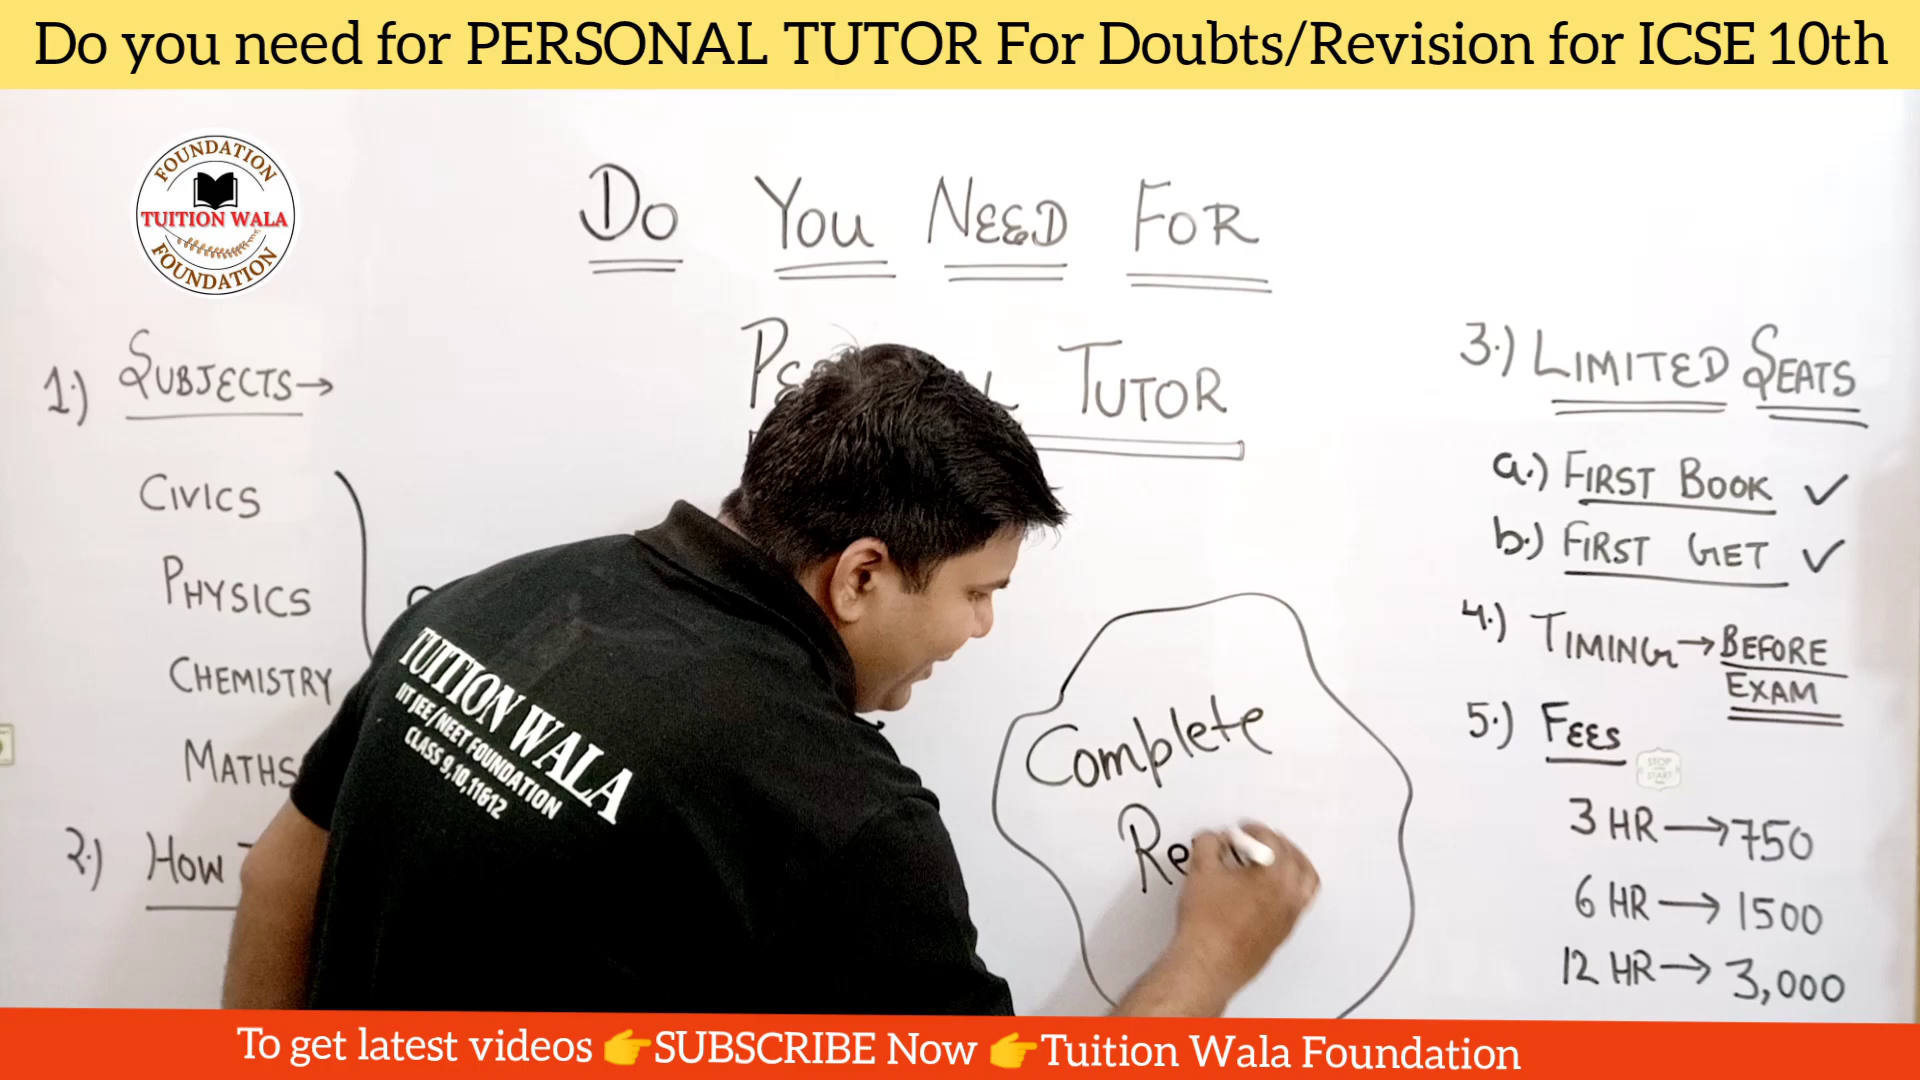 Do you need for PERSONAL TUTOR For Doubts/Revision for ICSE 10th
FOUNDATION
TUITION WALA
FOUNDATION
DO YOU NEED FOR
TUTOR
1.) SUBJECTS→
CIVICS
PHYSICS
CHEMISTRY
MATHS
2.) HOW
TUITION WALA
IIT JEE/NEET FOUNDATION
CLASS 9,10,11&12
Complete
3.) LIMITED SEATS
a.) FIRST BOOK ✓
b.) FIRST GET ✓
4.) TIMING → BEFORE
EXAM
5.) FEES
STOP
START
3 HR → 750
6 HR → 1500
12 HR → 3,000
To get latest videos 👉SUBSCRIBE Now 👉Tuition Wala Foundation